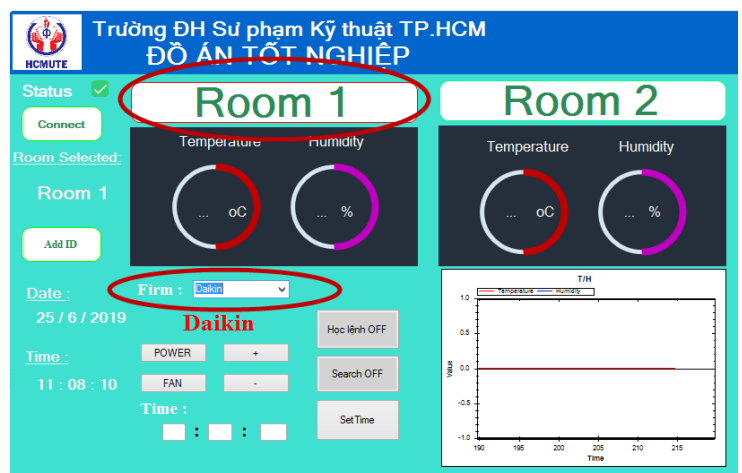 Trường ĐH Sư phạm Kỹ thuật TP.HCM
ĐỒ ÁN TỐT NGHIỆP
HCMUTE
Status
Connect
Room Selected:
Room 1
Add ID
Date :
25 / 6 / 2019
Time :
11 : 08 : 10
Room 1
Temperature Humidity
... oC ... %
Room 2
Temperature Humidity
... oC ... %
Firm : Daikin
Daikin
POWER +
FAN -
Time :
: :
Học lệnh OFF
Search OFF
Set Time
T/H
Temperature Humidity
1.0
0.5
0.0
-0.5
-1.0
Value
190 195 200 205 210 215
Time